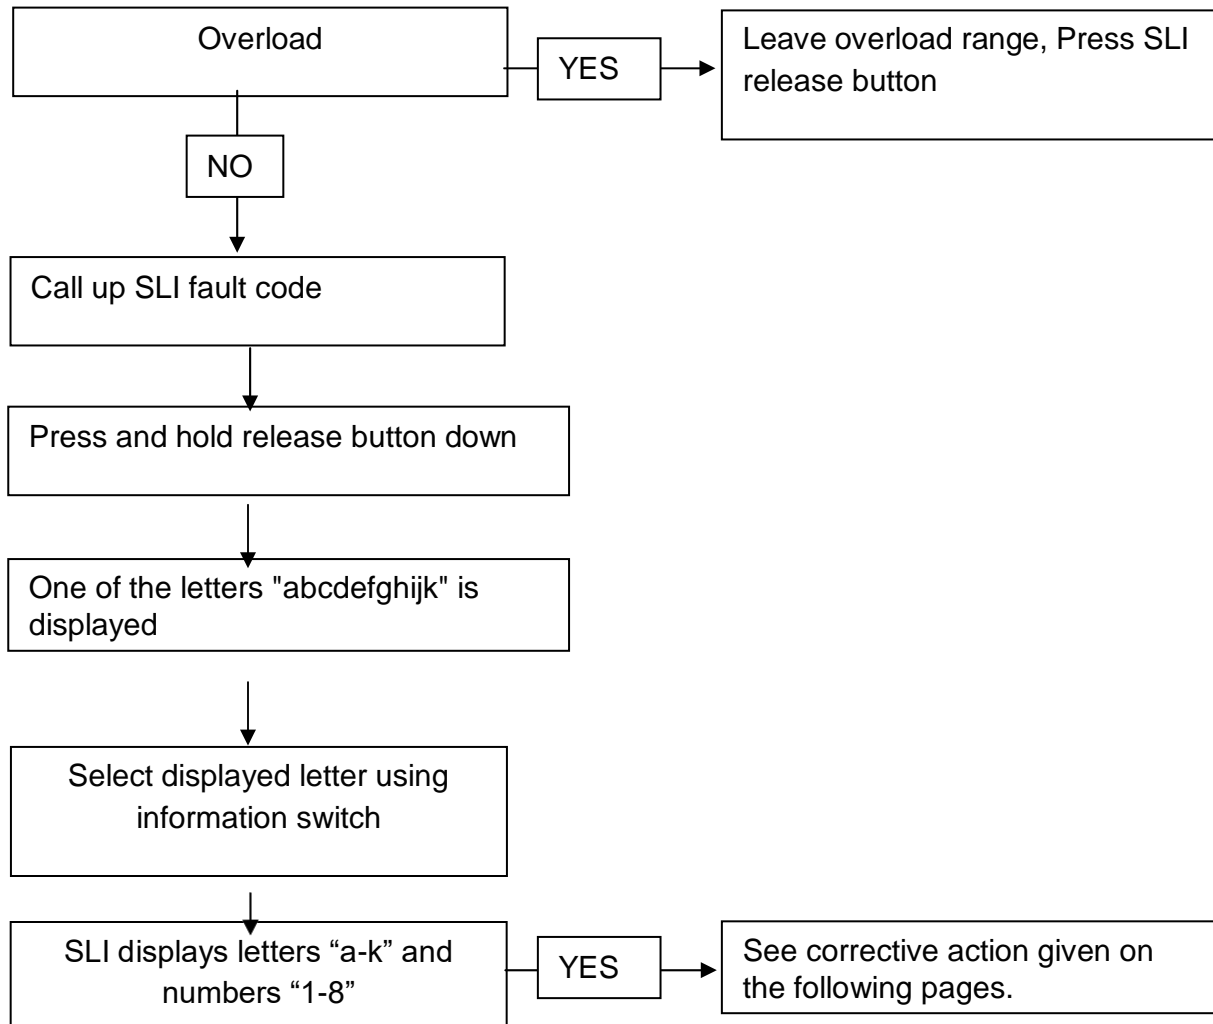 Overload
YES
Leave overload range, Press SLI
release button
NO
Call up SLI fault code
Press and hold release button down
One of the letters "abcdefghijk" is
displayed
Select displayed letter using
information switch
SLI displays letters “a-k” and
numbers “1-8”
YES
See corrective action given on
the following pages.